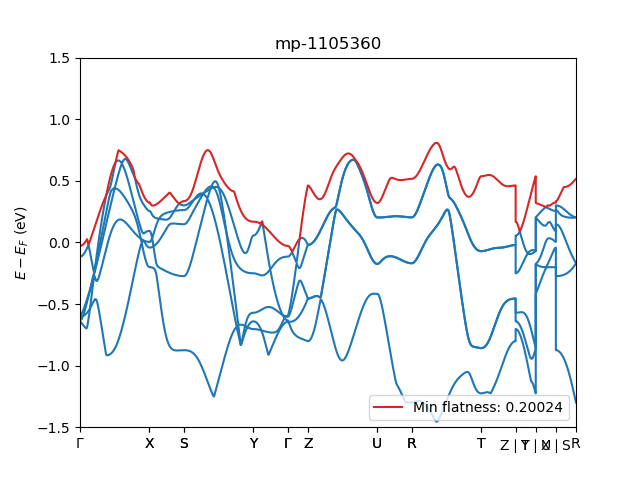 mp-1105360
E − E_F (eV)
1.5
1.0
0.5
0.0
−0.5
−1.0
−1.5
Min flatness: 0.20024
Γ X S Y Γ Z U R T Z | Y | | S R